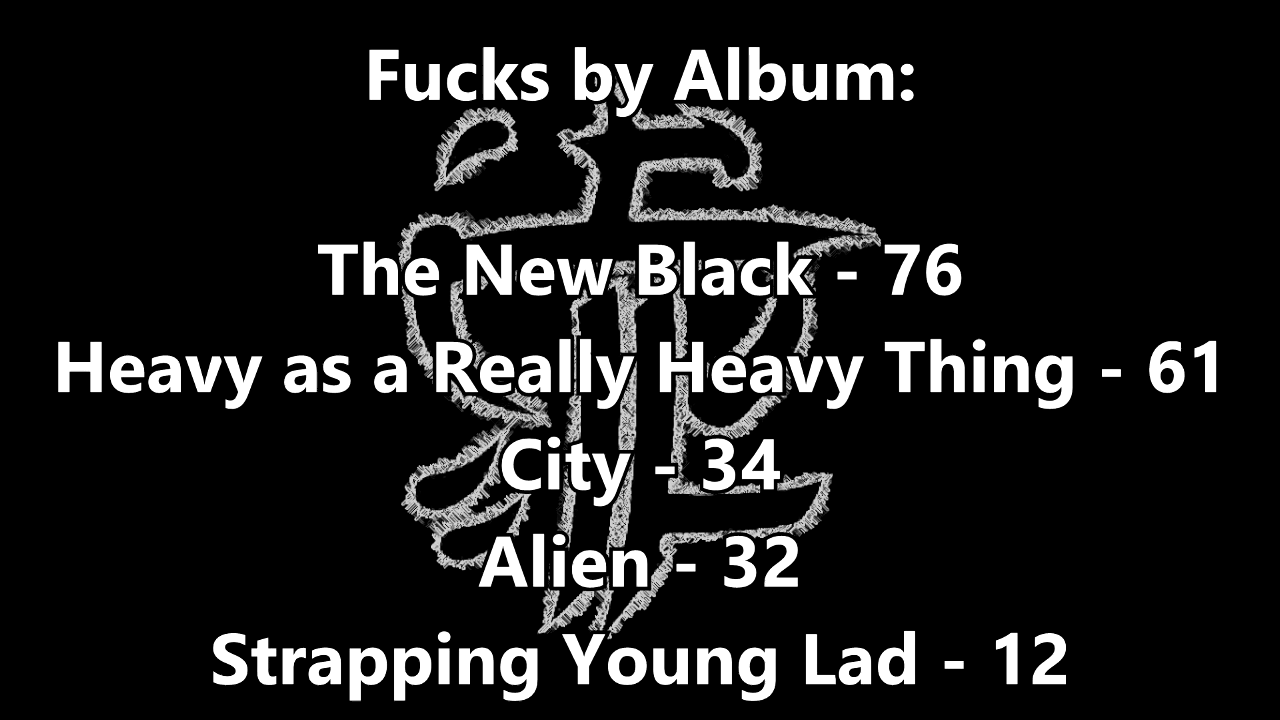 Fucks by Album:
The New Black - 76
Heavy as a Really Heavy Thing - 61
City - 34
Alien - 32
Strapping Young Lad - 12